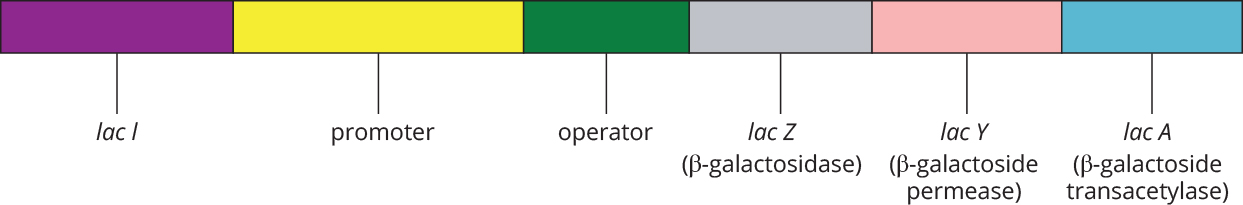 lac I
promoter
operator
lac Z
(β-galactosidase)
lac Y
(β-galactoside
permease)
lac A
(β-galactoside
transacetylase)